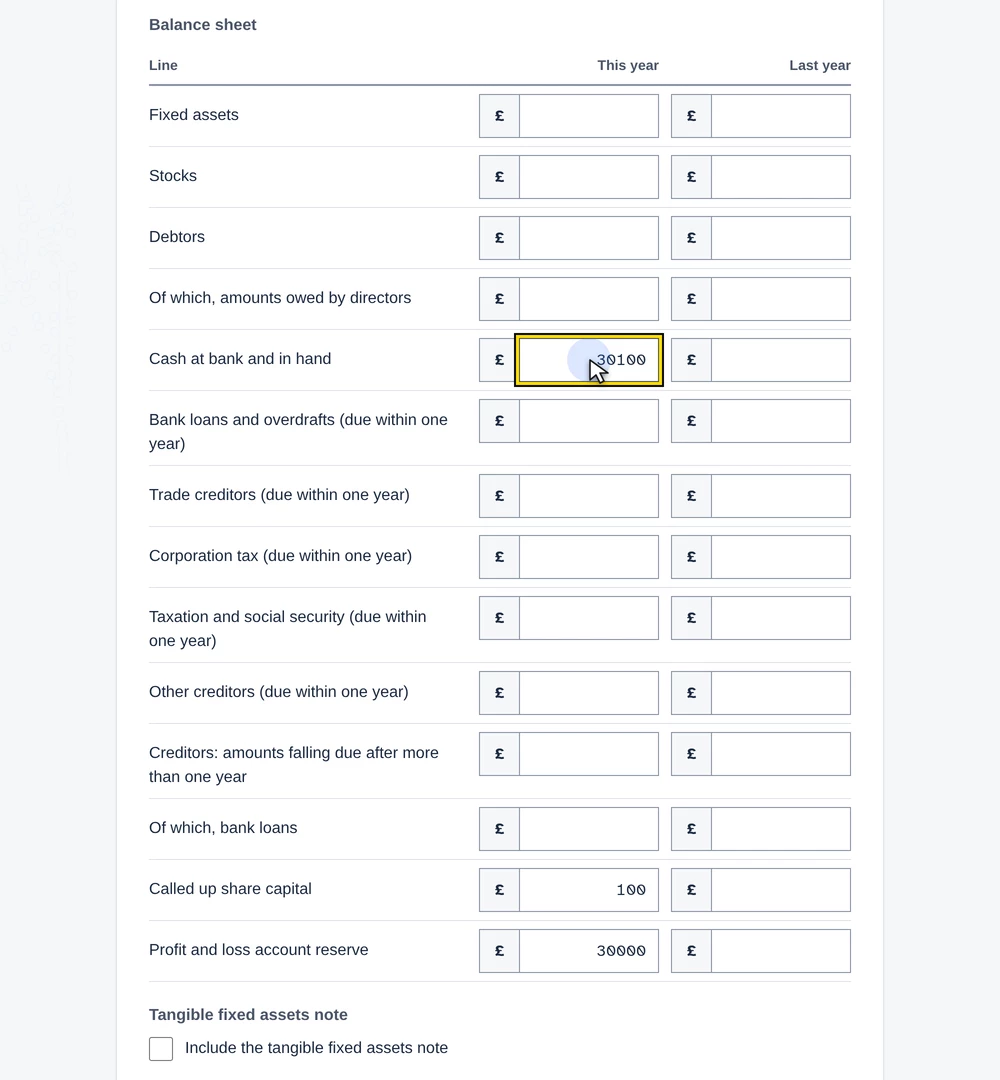 Balance sheet
Line This year Last year
Fixed assets £ £
Stocks £ £
Debtors £ £
Of which, amounts owed by directors £ £
Cash at bank and in hand £ 30100 £
Bank loans and overdrafts (due within one £ £
year)
Trade creditors (due within one year) £ £
Corporation tax (due within one year) £ £
Taxation and social security (due within £ £
one year)
Other creditors (due within one year) £ £
Creditors: amounts falling due after more £ £
than one year
Of which, bank loans £ £
Called up share capital £ 100 £
Profit and loss account reserve £ 30000 £
Tangible fixed assets note
Include the tangible fixed assets note